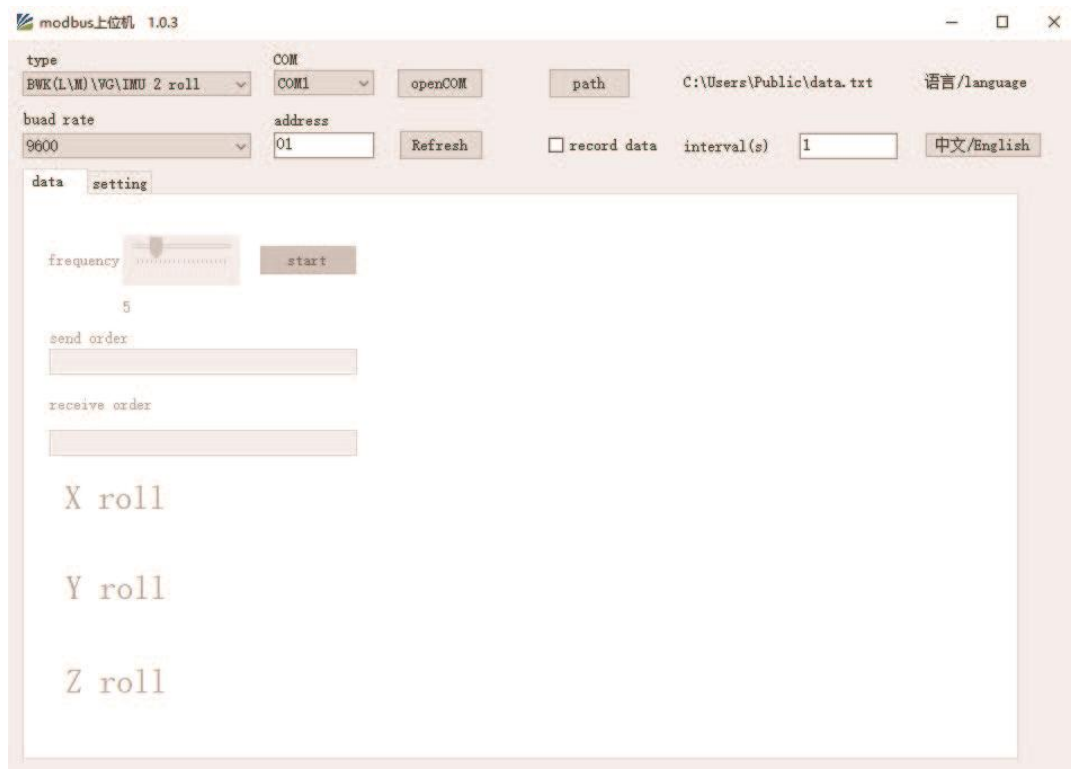 modbus上位机 1.0.3
type
COM
BWK(L\M)\VG\IMU 2 roll
COM1
openCOM
path
C:\Users\Public\data.txt
语言/language
buad rate
address
9600
01
Refresh
record data
interval(s)
1
中文/English
data
setting
frequency
start
5
send order
receive order
X roll
Y roll
Z roll